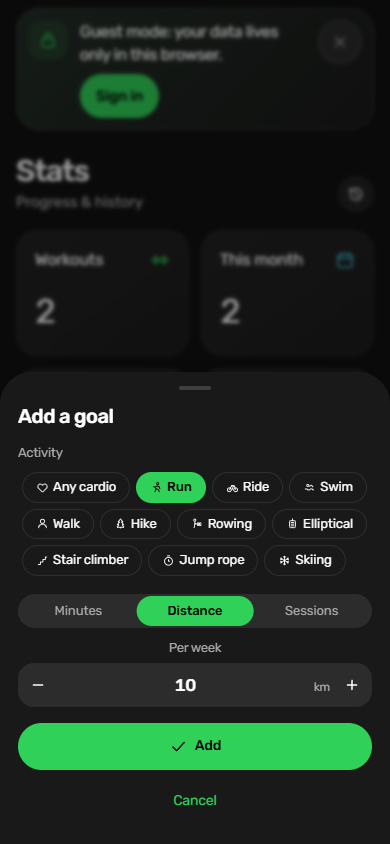 Guest mode: your data lives
only in this browser.
Sign in
Stats
Progress & history
Workouts
This month
2
2
Add a goal
Activity
Any cardio
Run
Ride
Swim
Walk
Hike
Rowing
Elliptical
Stair climber
Jump rope
Skiing
Minutes
Distance
Sessions
Per week
10
km
Add
Cancel